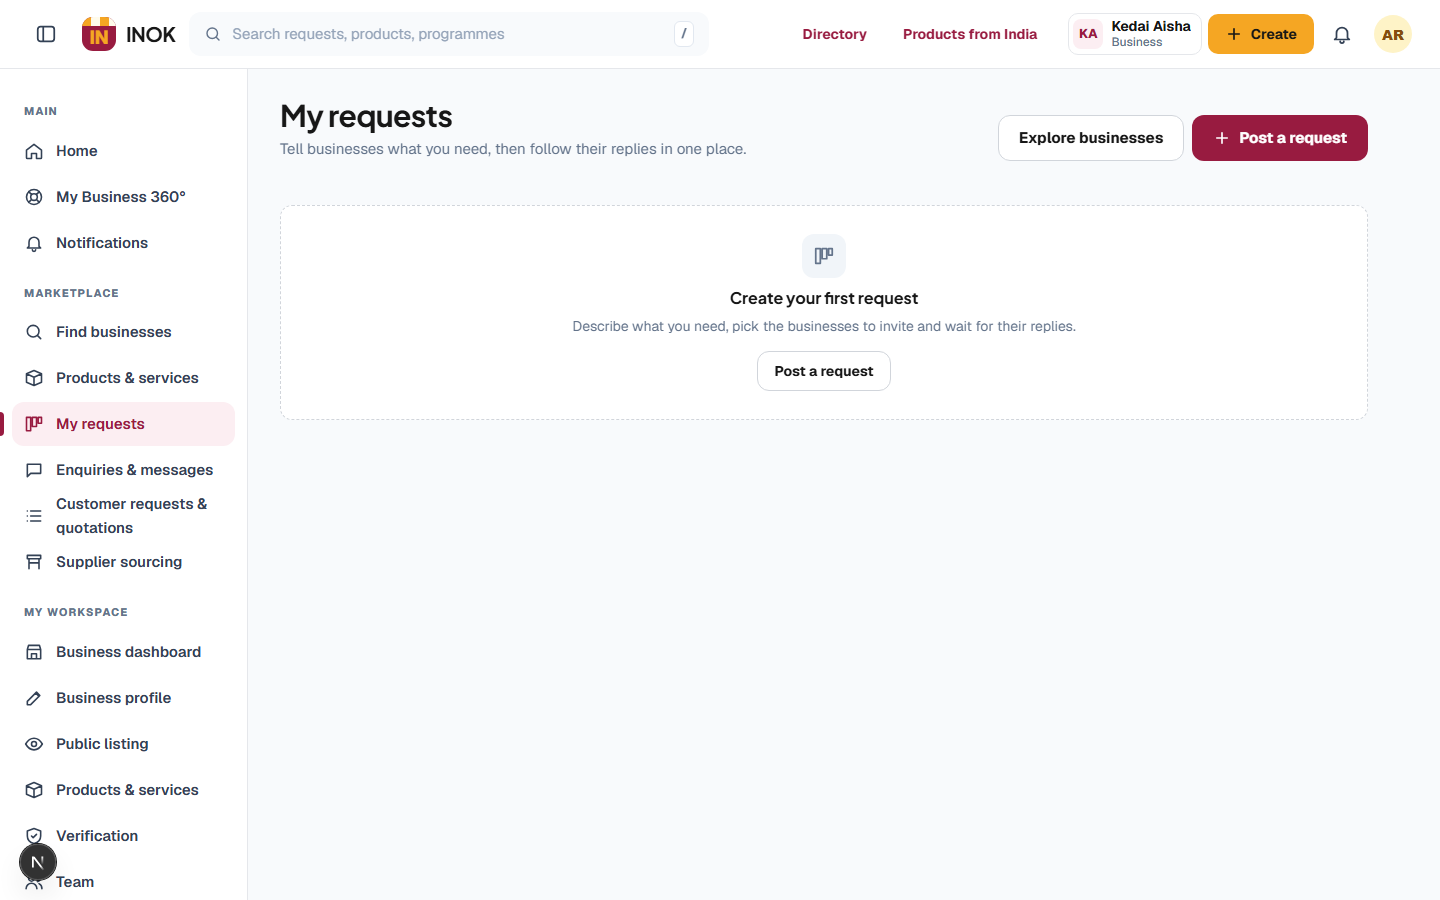 IN INOK
Search requests, products, programmes
/
Directory
Products from India
KA
Kedai Aisha
Business
Create
AR
MAIN
Home
My Business 360°
Notifications
MARKETPLACE
Find businesses
Products & services
My requests
Enquiries & messages
Customer requests &
quotations
Supplier sourcing
MY WORKSPACE
Business dashboard
Business profile
Public listing
Products & services
Verification
N
Team
My requests
Tell businesses what you need, then follow their replies in one place.
Explore businesses
Post a request
Create your first request
Describe what you need, pick the businesses to invite and wait for their replies.
Post a request